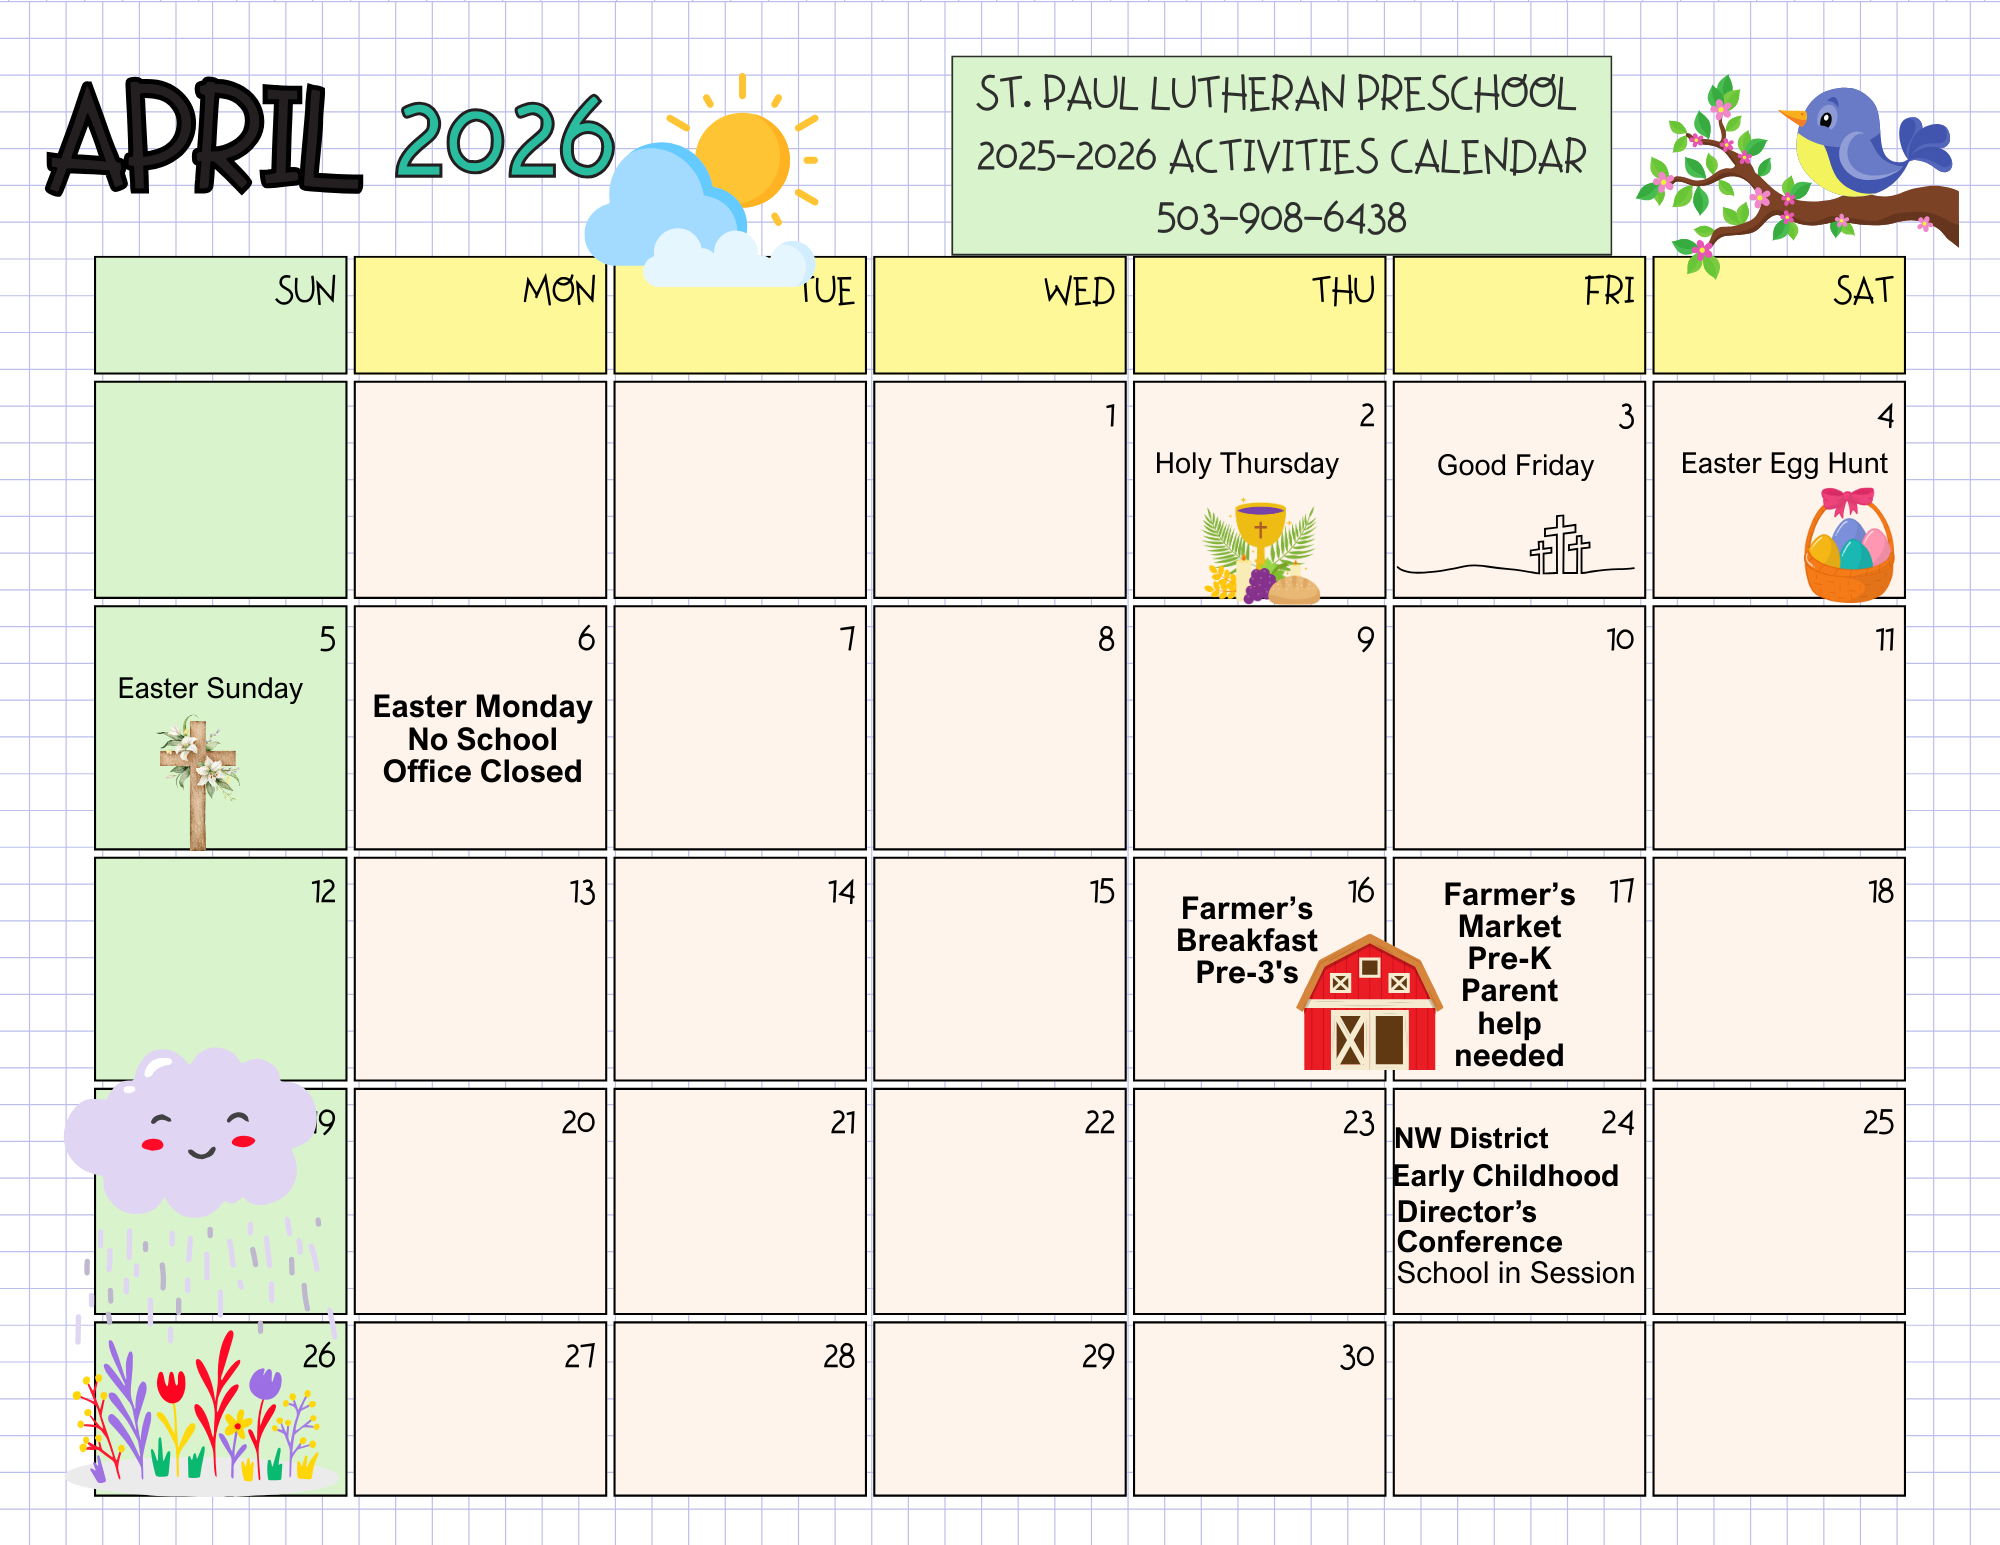 APRIL 2026
ST. PAUL LUTHERAN PRESCHOOL
2025-2026 ACTIVITIES CALENDAR
503-908-6438
SUN MON TUE WED THU FRI SAT
1
2
Holy Thursday
3
Good Friday
4
Easter Egg Hunt
5
Easter Sunday
6
Easter Monday
No School
Office Closed
7
8
9
10
11
12
13
14
15
16
Farmer's
Breakfast
Pre-3's
17
Farmer's
Market
Pre-K
Parent
help
needed
18
19
20
21
22
23
24
NW District
Early Childhood
Director's
Conference
School in Session
25
26
27
28
29
30